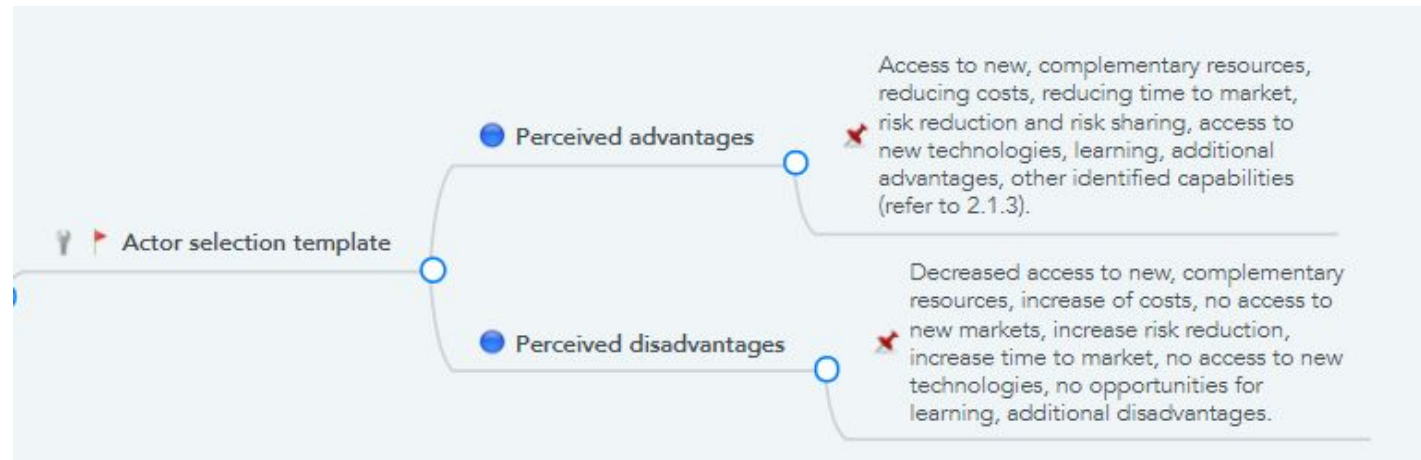 Access to new, complementary resources,
reducing costs, reducing time to market,
risk reduction and risk sharing, access to
new technologies, learning, additional
advantages, other identified capabilities
(refer to 2.1.3).
Perceived advantages
Actor selection template
Decreased access to new, complementary
resources, increase of costs, no access to
new markets, increase risk reduction,
increase time to market, no access to new
technologies, no opportunities for
learning, additional disadvantages.
Perceived disadvantages